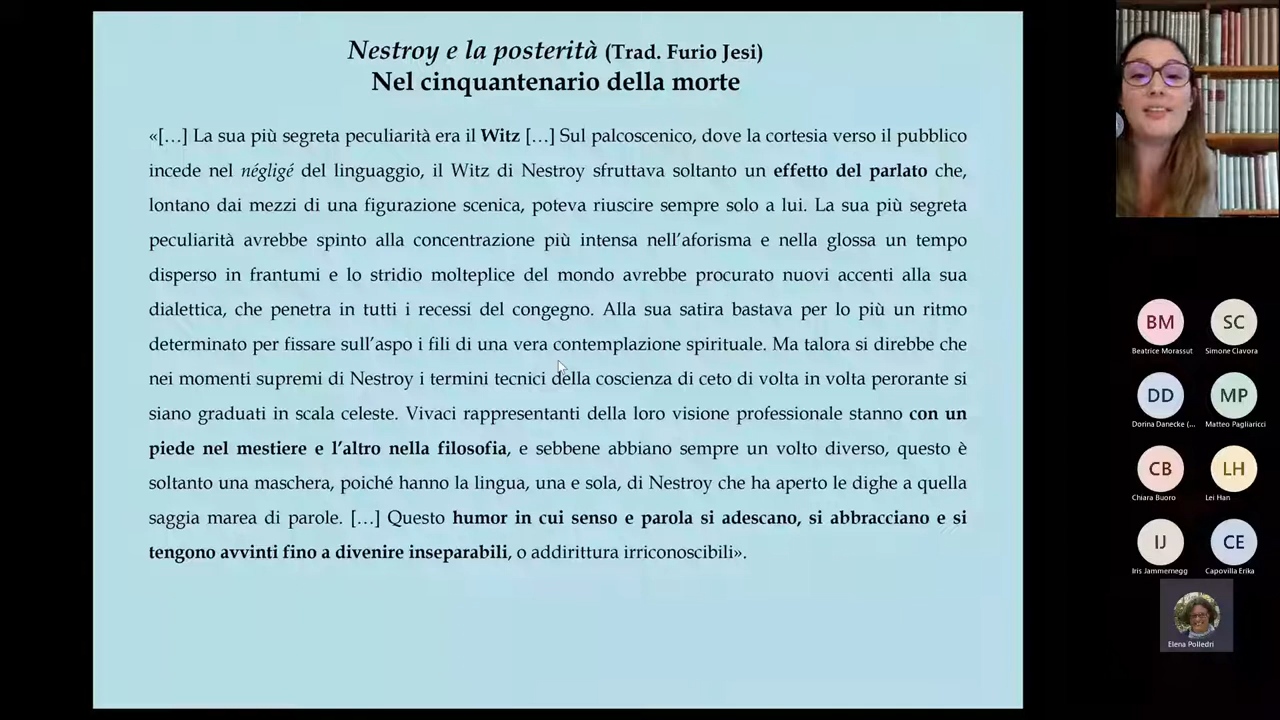 Nestroy e la posterità (Trad. Furio Jesi)
Nel cinquantenario della morte
«[…] La sua più segreta peculiarità era il Witz […] Sul palcoscenico, dove la cortesia verso il pubblico
incede nel négligé del linguaggio, il Witz di Nestroy sfruttava soltanto un effetto del parlato che,
lontano dai mezzi di una figurazione scenica, poteva riuscire sempre solo a lui. La sua più segreta
peculiarità avrebbe spinto alla concentrazione più intensa nell’aforisma e nella glossa un tempo
disperso in frantumi e lo stridio molteplice del mondo avrebbe procurato nuovi accenti alla sua
dialettica, che penetra in tutti i recessi del congegno. Alla sua satira bastava per lo più un ritmo
determinato per fissare sull’aspo i fili di una vera contemplazione spirituale. Ma talora si direbbe che
nei momenti supremi di Nestroy i termini tecnici della coscienza di ceto di volta in volta perorante si
siano graduati in scala celeste. Vivaci rappresentanti della loro visione professionale stanno con un
piede nel mestiere e l’altro nella filosofia, e sebbene abbiano sempre un volto diverso, questo è
soltanto una maschera, poiché hanno la lingua, una e sola, di Nestroy che ha aperto le dighe a quella
saggia marea di parole. […] Questo humor in cui senso e parola si adescano, si abbracciano e si
tengono avvinti fino a divenire inseparabili, o addirittura irriconoscibili».
BM SC
Beatrice Morassut Simone Clavora
DD MP
Dorina Danecke (... Matteo Pagliaricci
CB LH
Chiara Buoro Lei Han
IJ CE
Iris Jammernegg Capovilla Erika
Elena Polledri